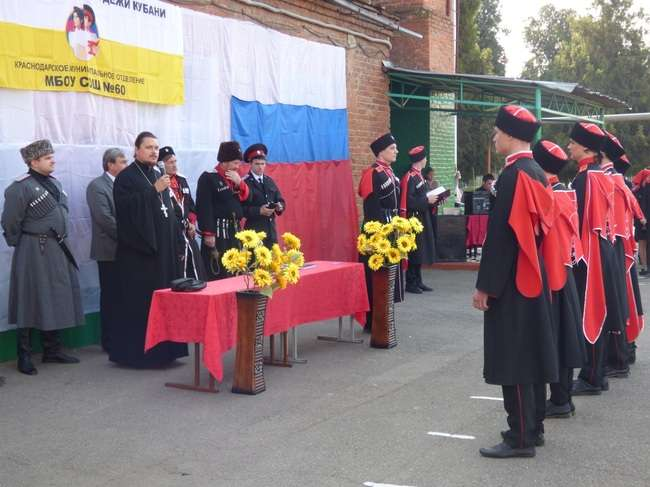 ДЕЖИ КУБАНИ
КРАСНОДАРСКОЕ МУНИЦИПАЛЬНОЕ ОТДЕЛЕНИЕ
МБОУ СОШ №60